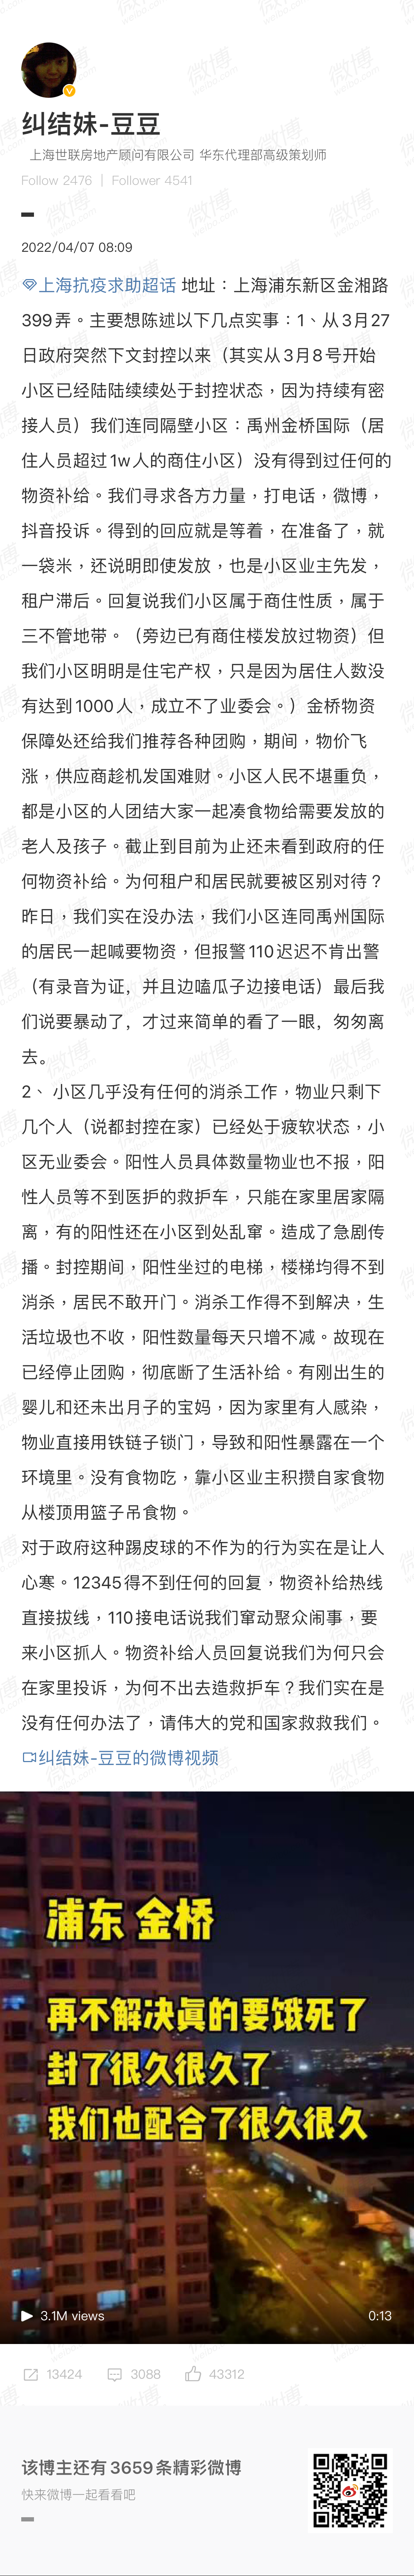 纠结妹-豆豆
上海世联房地产顾问有限公司 华东代理部高级策划师
Follow 2476 | Follower 4541
2022/04/07 08:09
上海抗疫求助超话 地址：上海浦东新区金湘路
399弄。主要想陈述以下几点实事：1、从3月27
日政府突然下文封控以来（其实从3月8号开始
小区已经陆陆续续处于封控状态，因为持续有密
接人员）我们连同隔壁小区：禹州金桥国际（居
住人员超过1w人的商住小区）没有得到过任何的
物资补给。我们寻求各方力量，打电话，微博，
抖音投诉。得到的回应就是等着，在准备了，就
一袋米，还说明即使发放，也是小区业主先发，
租户滞后。回复说我们小区属于商住性质，属于
三不管地带。（旁边已有商住楼发放过物资）但
我们小区明明是住宅产权，只是因为居住人数没
有达到1000人，成立不了业委会。）金桥物资
保障处还给我们推荐各种团购，期间，物价飞
涨，供应商趁机发国难财。小区人民不堪重负，
都是小区的人团结大家一起凑食物给需要发放的
老人及孩子。截止到目前为止还未看到政府的任
何物资补给。为何租户和居民就要被区别对待？
昨日，我们实在没办法，我们小区连同禹州国际
的居民一起喊要物资，但报警110迟迟不肯出警
（有录音为证，并且边嗑瓜子边接电话）最后我
们说要暴动了，才过来简单的看了一眼，匆匆离
去。
2、 小区几乎没有任何的消杀工作，物业只剩下
几个人（说都封控在家）已经处于疲软状态，小
区无业委会。阳性人员具体数量物业也不报，阳
性人员等不到医护的救护车，只能在家里居家隔
离，有的阳性还在小区到处乱窜。造成了急剧传
播。封控期间，阳性坐过的电梯，楼梯均得不到
消杀，居民不敢开门。消杀工作得不到解决，生
活垃圾也不收，阳性数量每天只增不减。故现在
已经停止团购，彻底断了生活补给。有刚出生的
婴儿和还未出月子的宝妈，因为家里有人感染，
物业直接用铁链子锁门，导致和阳性暴露在一个
环境里。没有食物吃，靠小区业主积攒自家食物
从楼顶用篮子吊食物。
对于政府这种踢皮球的不作为的行为实在是让人
心寒。12345得不到任何的回复，物资补给热线
直接拔线，110接电话说我们窜动聚众闹事，要
来小区抓人。物资补给人员回复说我们为何只会
在家里投诉，为何不出去造救护车？我们实在是
没有任何办法了，请伟大的党和国家救救我们。
纠结妹-豆豆的微博视频
浦东 金桥
再不解决真的要饿死了
封了很久很久了
我们也配合了很久很久
3.1M views 0:13
13424 3088 43312
该博主还有3659条精彩微博
快来微博一起看看吧